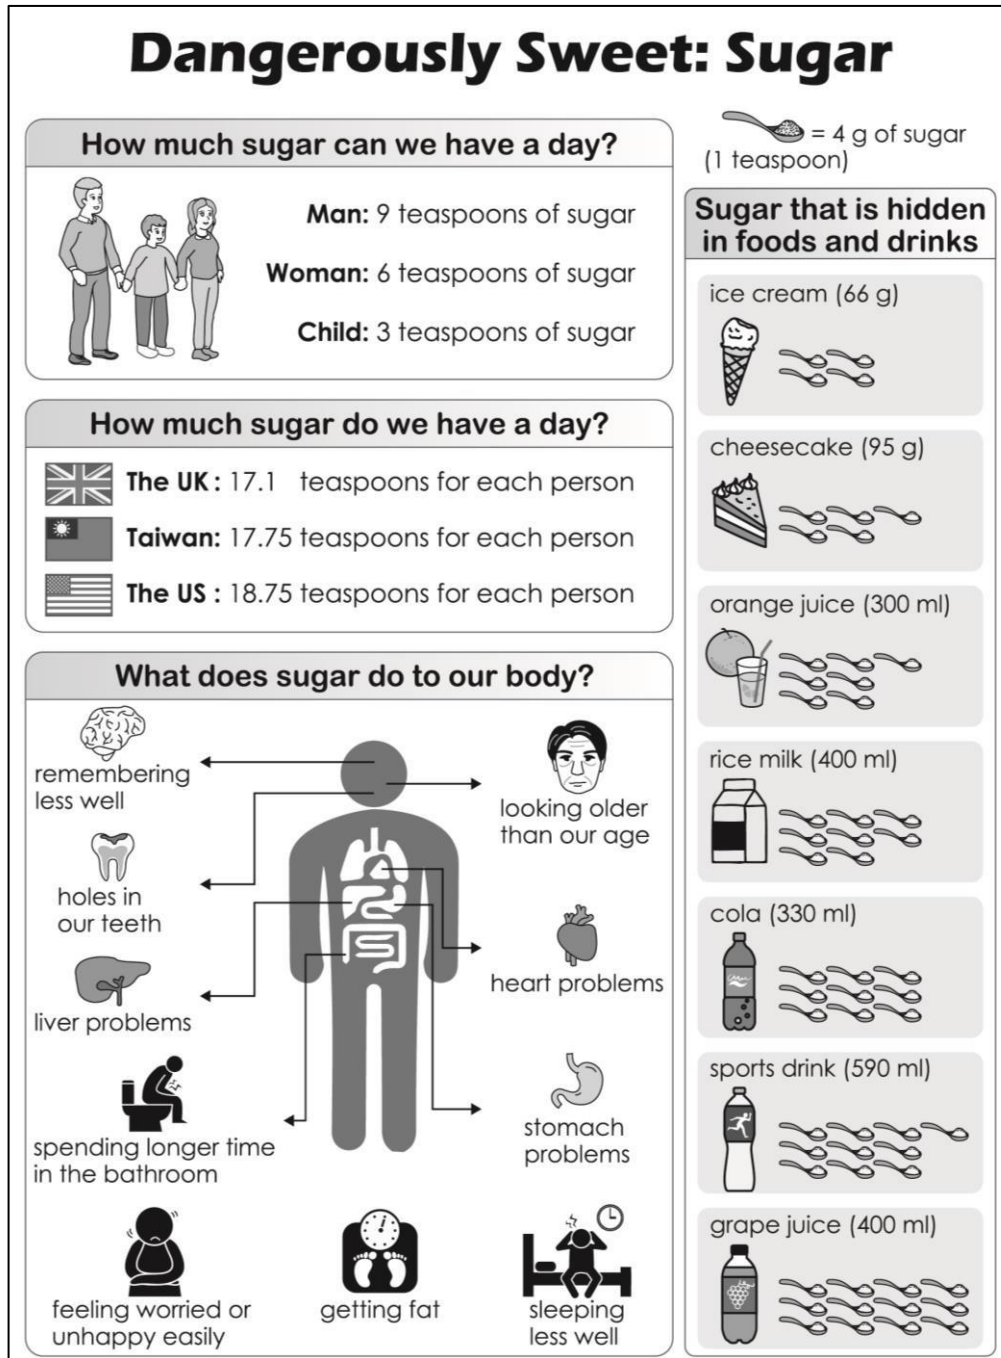 Dangerously Sweet: Sugar
How much sugar can we have a day?
Man: 9 teaspoons of sugar
Woman: 6 teaspoons of sugar
Child: 3 teaspoons of sugar
How much sugar do we have a day?
The UK : 17.1 teaspoons for each person
Taiwan: 17.75 teaspoons for each person
The US : 18.75 teaspoons for each person
What does sugar do to our body?
remembering
less well
looking older
than our age
holes in
our teeth
heart problems
liver problems
stomach
problems
spending longer time
in the bathroom
feeling worried or
unhappy easily
getting fat
sleeping
less well
= 4 g of sugar
(1 teaspoon)
Sugar that is hidden
in foods and drinks
ice cream (66 g)
cheesecake (95 g)
orange juice (300 ml)
rice milk (400 ml)
cola (330 ml)
sports drink (590 ml)
grape juice (400 ml)